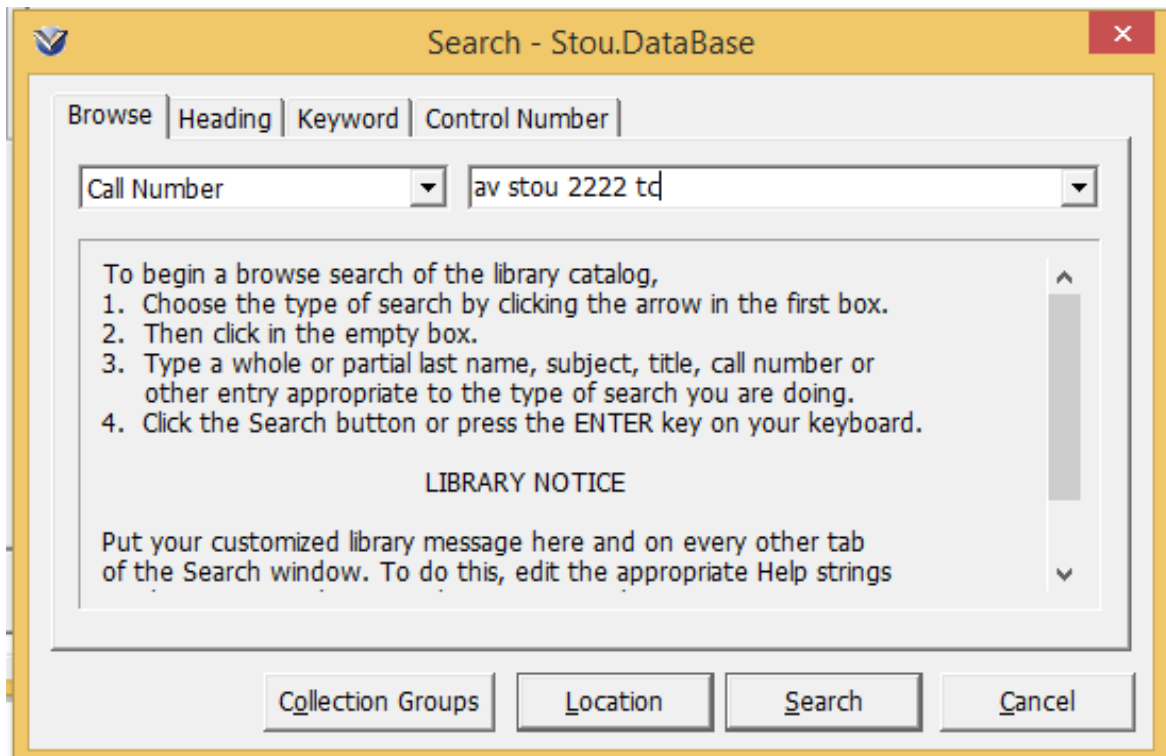 Search - Stou.DataBase
Browse Heading Keyword Control Number
Call Number av stou 2222 tc
To begin a browse search of the library catalog,
1. Choose the type of search by clicking the arrow in the first box.
2. Then click in the empty box.
3. Type a whole or partial last name, subject, title, call number or
other entry appropriate to the type of search you are doing.
4. Click the Search button or press the ENTER key on your keyboard.
LIBRARY NOTICE
Put your customized library message here and on every other tab
of the Search window. To do this, edit the appropriate Help strings
Collection Groups Location Search Cancel